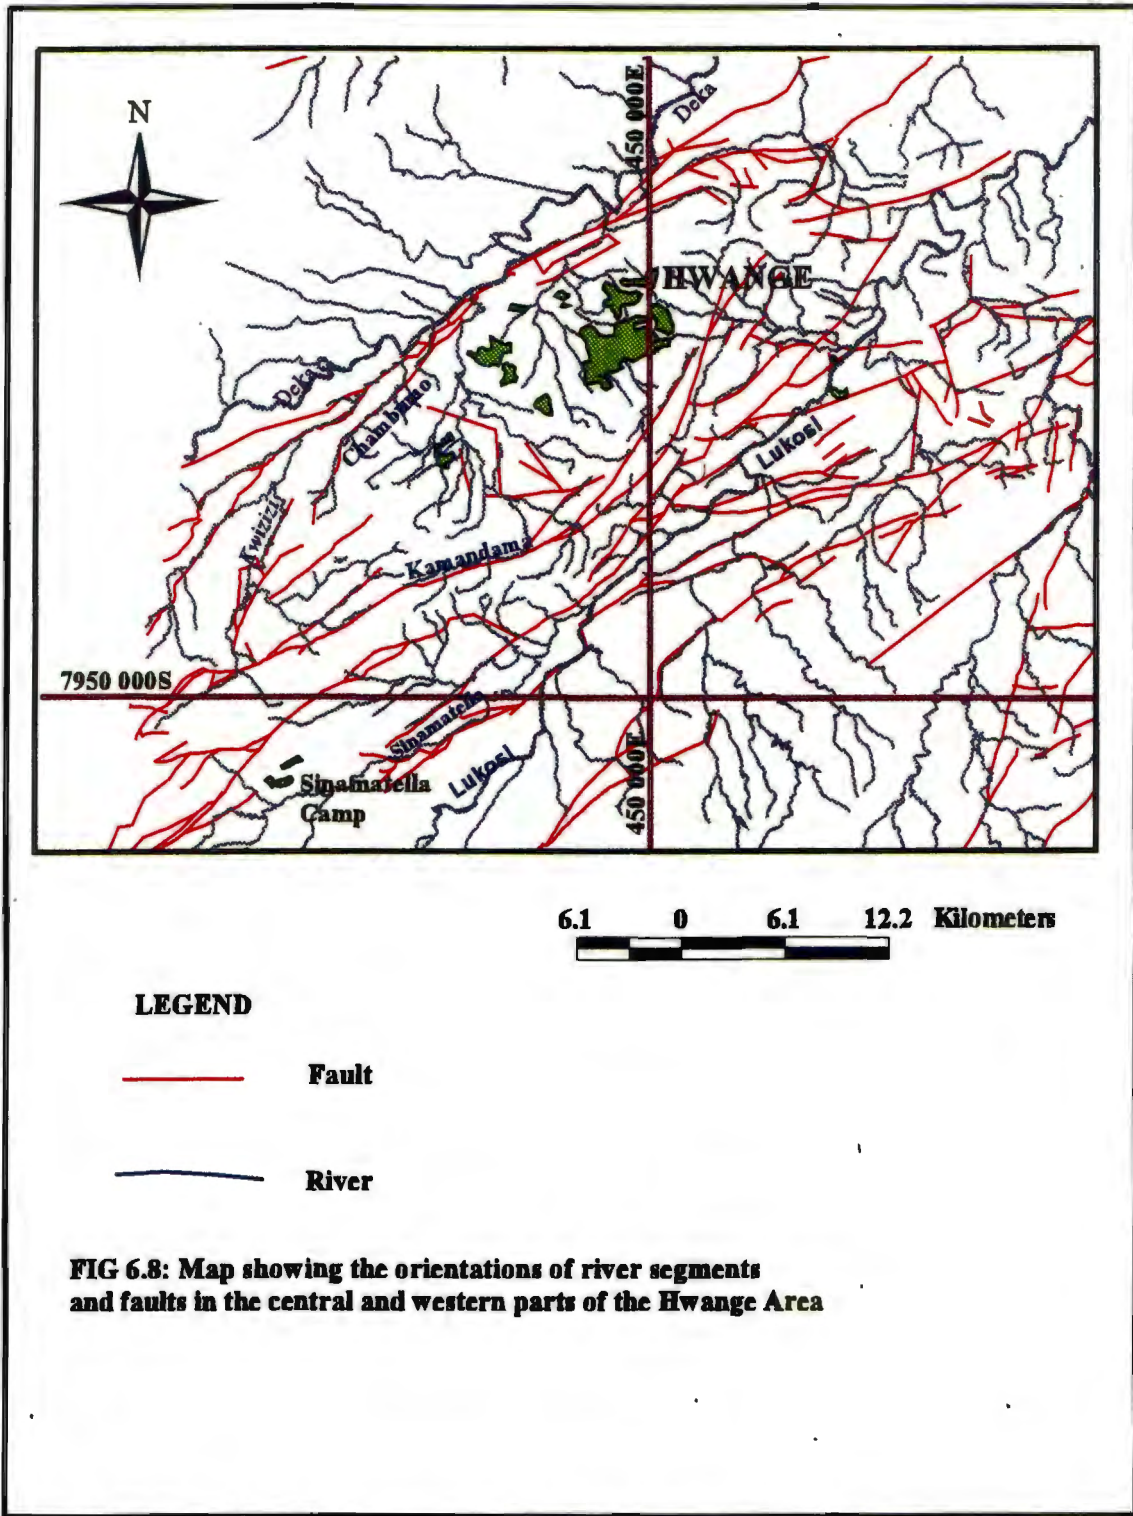 N
450 000E
Deka
HWANGE
Deka
Chamburao
Lukosi
Kwizizi
Kamandama
7950 000S
Sinamatella
Lukosi
450 000E
Sinamatella
Camp
6.1 0 6.1 12.2 Kilometers
LEGEND
Fault
River
FIG 6.8: Map showing the orientations of river segments
and faults in the central and western parts of the Hwange Area